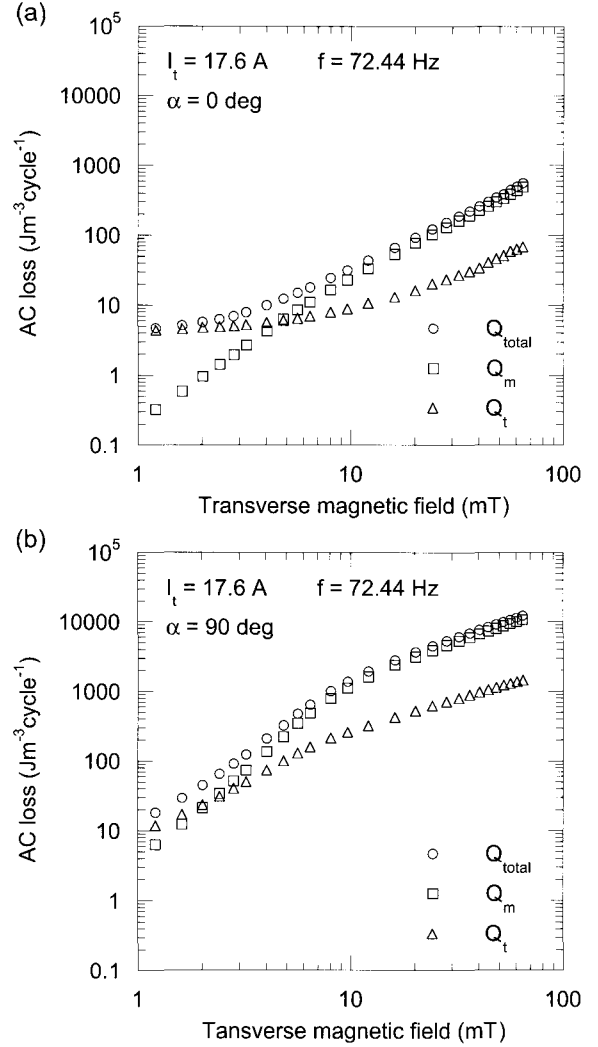 (a)
10^5
I_t = 17.6 A f = 72.44 Hz
α = 0 deg
10000
1000
100
10
1
0.1
AC loss (Jm^-3cycle^-1)
Q_total
Q_m
Q_t
1 10 100
Transverse magnetic field (mT)
(b)
10^5
I_t = 17.6 A f = 72.44 Hz
α = 90 deg
10000
1000
100
10
1
0.1
AC loss (Jm^-3cycle^-1)
Q_total
Q_m
Q_t
1 10 100
Tansverse magnetic field (mT)